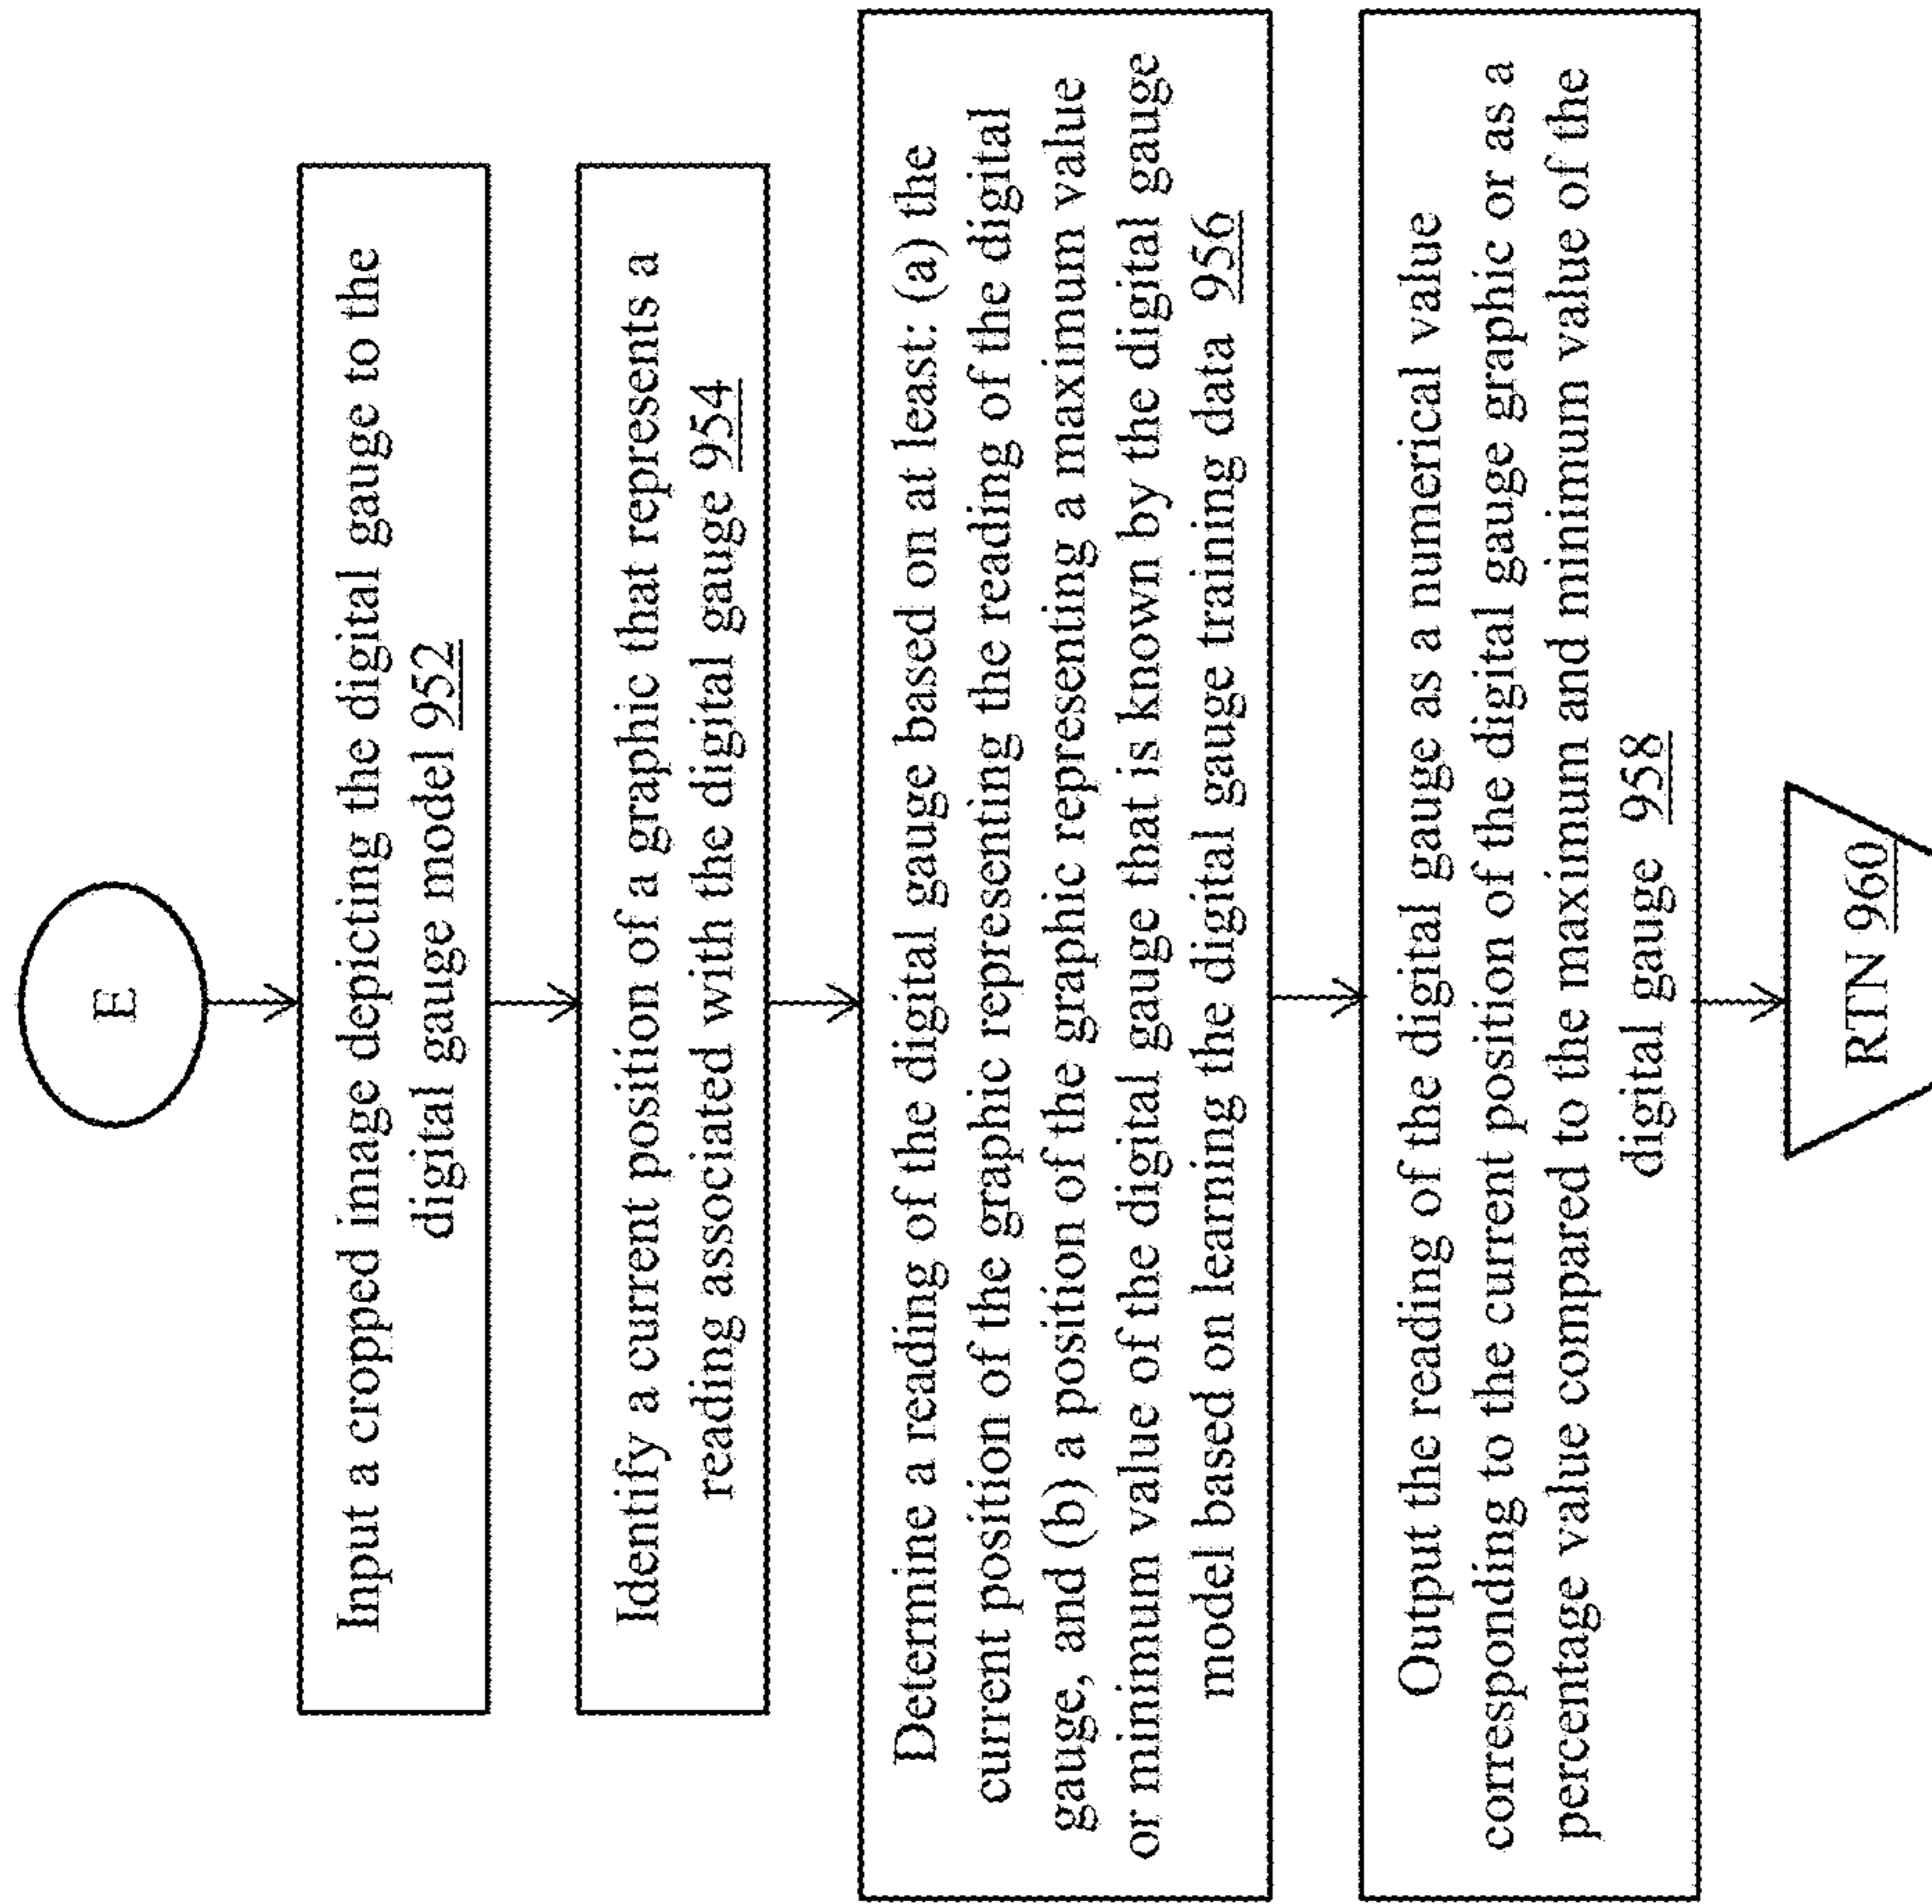 E
Input a cropped image depicting the digital gauge to the
digital gauge model 952
Identify a current position of a graphic that represents a
reading associated with the digital gauge 954
Determine a reading of the digital gauge based on at least: (a) the
current position of the graphic representing the reading of the digital
gauge, and (b) a position of the graphic representing a maximum value
or minimum value of the digital gauge that is known by the digital gauge
model based on learning the digital gauge training data 956
Output the reading of the digital gauge as a numerical value
corresponding to the current position of the digital gauge graphic or as a
percentage value compared to the maximum and minimum value of the
digital gauge 958
RTN 960